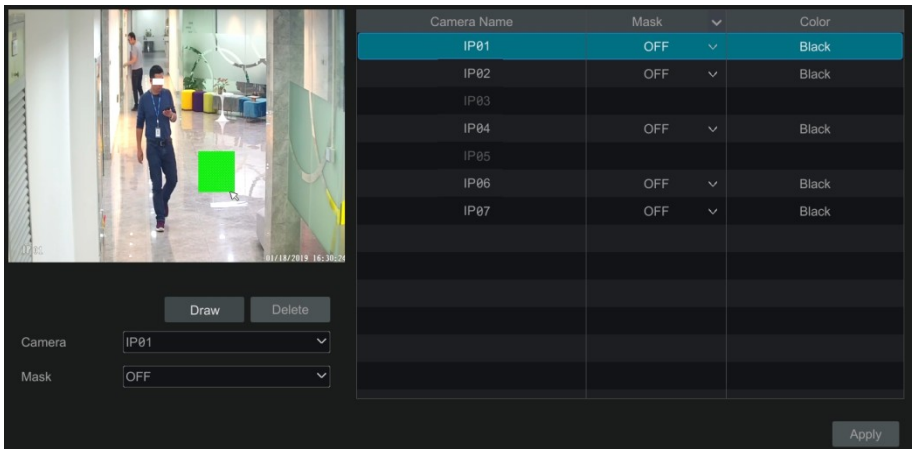 01/18/2019 16:30:24
Draw Delete
Camera IP01
Mask OFF
Camera Name Mask Color
IP01 OFF Black
IP02 OFF Black
IP03
IP04 OFF Black
IP05
IP06 OFF Black
IP07 OFF Black
Apply